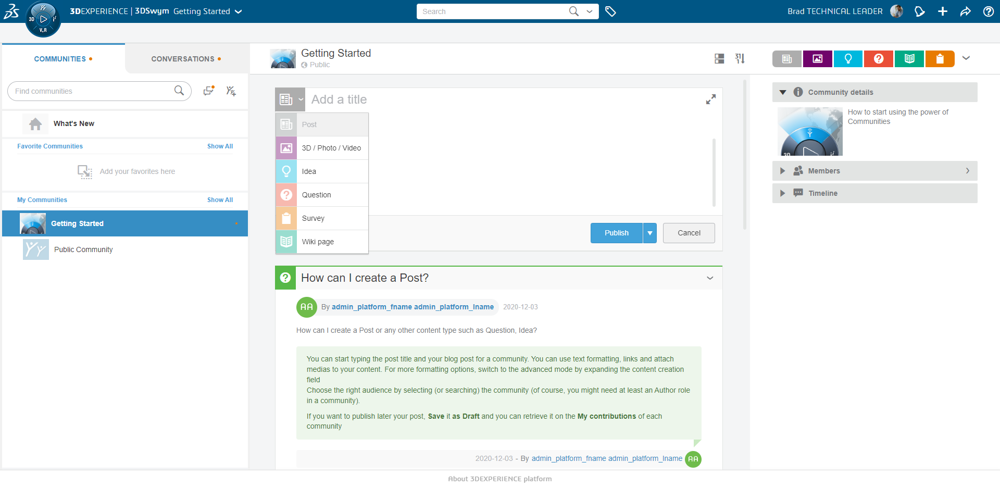 3DEXPERIENCE | 3DSwym Getting Started
3D
V.R
Search
Brad TECHNICAL LEADER
COMMUNITIES
CONVERSATIONS
Find communities
What's New
Favorite Communities
Show All
Add your favorites here
My Communities
Show All
Getting Started
Public Community
Getting Started
Public
31
1
Add a title
Post
3D / Photo / Video
Idea
Question
Survey
Wiki page
Publish
Cancel
How can I create a Post?
AA
By admin_platform_fname admin_platform_lname 2020-12-03
How can I create a Post or any other content type such as Question, Idea?
You can start typing the post title and your blog post for a community. You can use text formatting, links and attach
medias to your content. For more formatting options, switch to the advanced mode by expanding the content creation
field
Choose the right audience by selecting (or searching) the community (of course, you might need at least an Author role
in a community).
If you want to publish later your post, Save it as Draft and you can retrieve it on the My contributions of each
community
2020-12-03 - By admin_platform_fname admin_platform_lname
AA
Community details
How to start using the power of
Communities
3D
Members
Timeline
About 3DEXPERIENCE platform